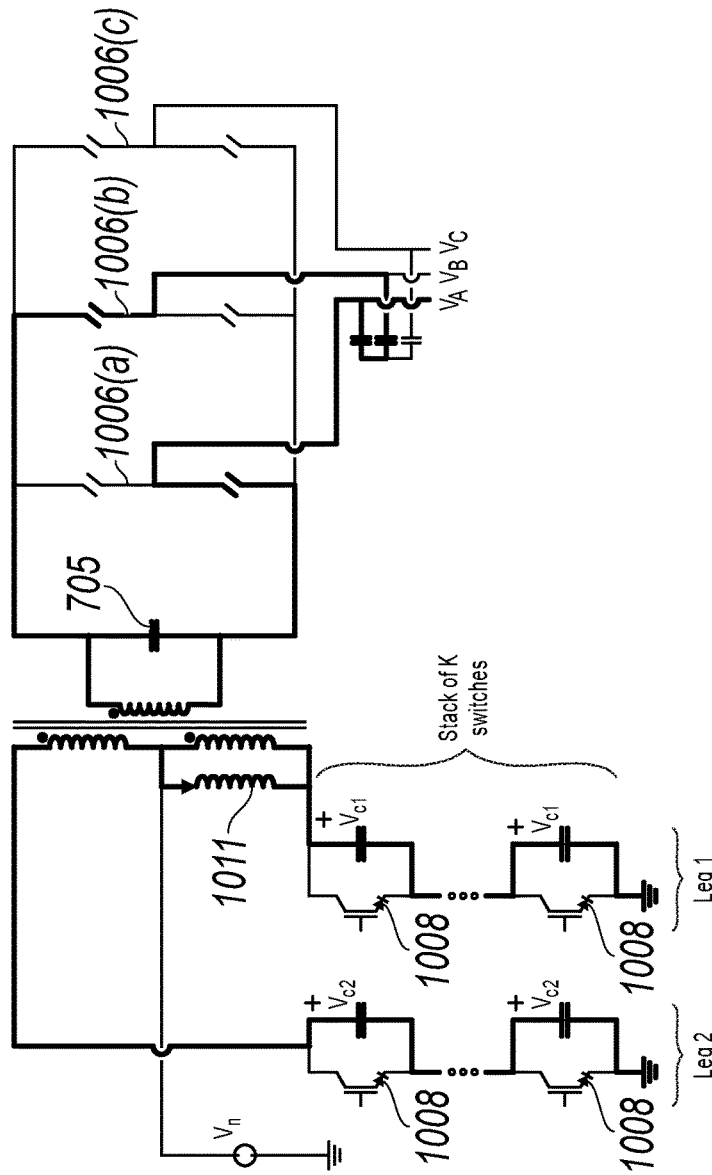 1006(a)
1006(b)
1006(c)
705
VA VB VC
1011
+
Vc1
+
Vc1
Stack of K
switches
1008
1008
Leg 1
+
Vc2
+
Vc2
1008
1008
Leg 2
Vn